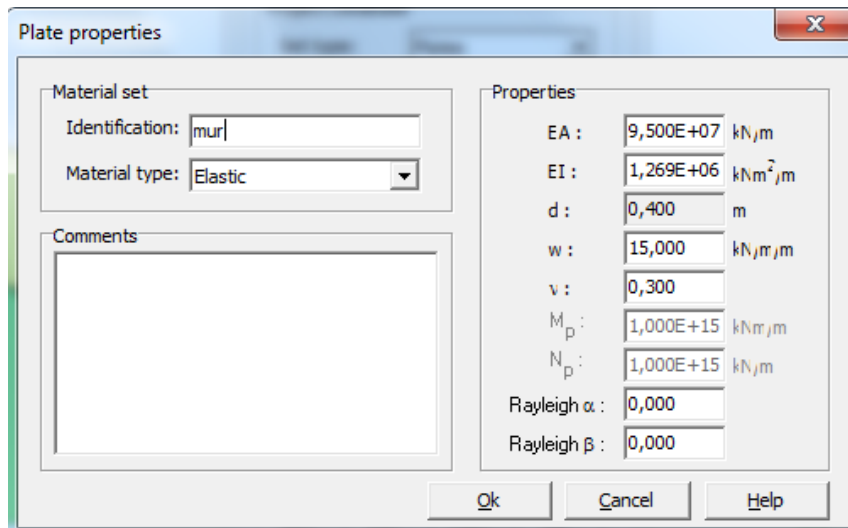 Plate properties
Material set
Identification: mur
Material type: Elastic
Comments
Properties
EA : 9,500E+07 kN/m
EI : 1,269E+06 kNm²/m
d : 0,400 m
w : 15,000 kN/m/m
ν : 0,300
Mp : 1,000E+15 kNm/m
Np : 1,000E+15 kN/m
Rayleigh α : 0,000
Rayleigh β : 0,000
Ok Cancel Help